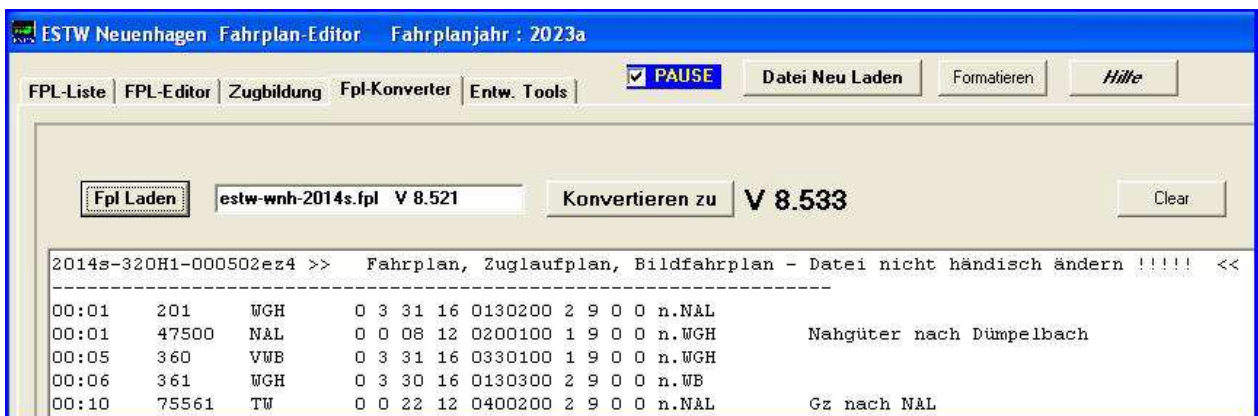 ESTW Neuenhagen Fahrplan-Editor Fahrplanjahr : 2023a
PAUSE Datei Neu Laden Formatieren Hilfe
FPL-Liste FPL-Editor Zugbildung Fpl-Konverter Entw. Tools
Fpl Laden estw-wnh-2014s.fpl V 8.521 Konvertieren zu V 8.533 Clear
2014s-320H1-000502ez4 >> Fahrplan, Zuglaufplan, Bildfahrplan - Datei nicht händisch ändern !!!!! <<
--------------------------------------------------------------------------------
00:01 201 WGH 0 3 31 16 0130200 2 9 0 0 n.NAL
00:01 47500 NAL 0 0 08 12 0200100 1 9 0 0 n.WGH Nahgüter nach Dümpelbach
00:05 360 VWB 0 3 31 16 0330100 1 9 0 0 n.WGH
00:06 361 WGH 0 3 30 16 0130300 2 9 0 0 n.WB
00:10 75561 TW 0 0 22 12 0400200 2 9 0 0 n.NAL Gz nach NAL